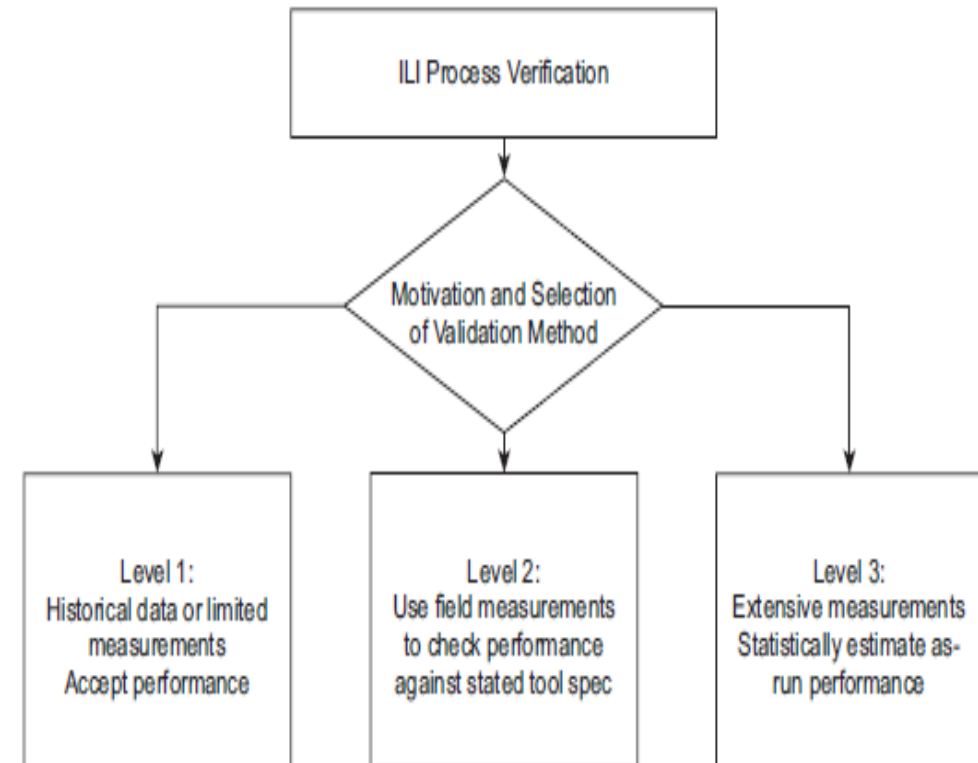 ILI Process Verification
Motivation and Selection
of Validation Method
Level 1:
Historical data or limited
measurements
Accept performance
Level 2:
Use field measurements
to check performance
against stated tool spec
Level 3:
Extensive measurements
Statistically estimate as-
run performance